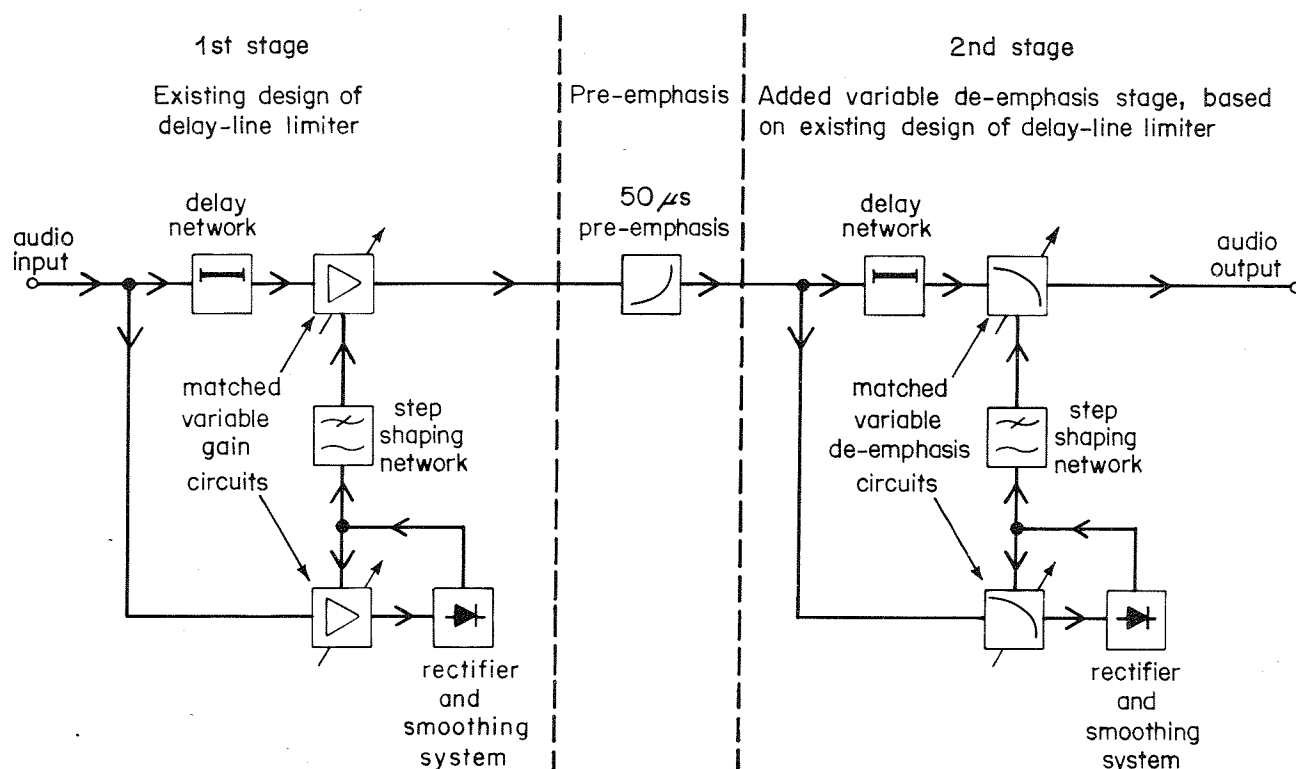 1st stage
Existing design of
delay-line limiter
Pre-emphasis
2nd stage
Added variable de-emphasis stage, based
on existing design of delay-line limiter
audio
input
delay
network
50 μs
pre-emphasis
delay
network
audio
output
matched
variable
gain
circuits
step
shaping
network
matched
variable
de-emphasis
circuits
step
shaping
network
rectifier
and
smoothing
system
rectifier
and
smoothing
system